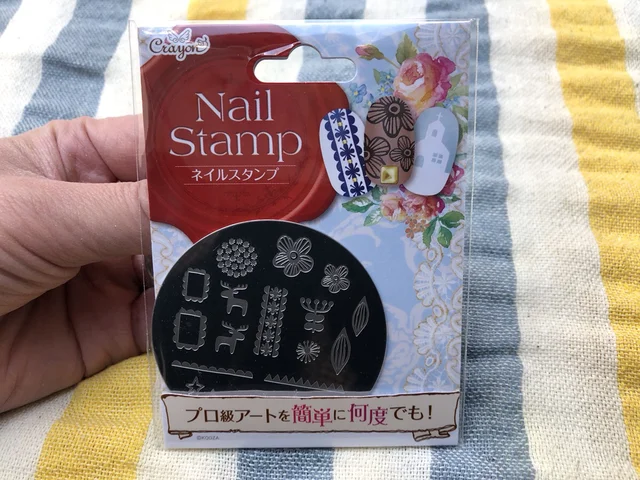 Crayon
Nail
Stamp
ネイルスタンプ
プロ級アートを簡単に何度でも!